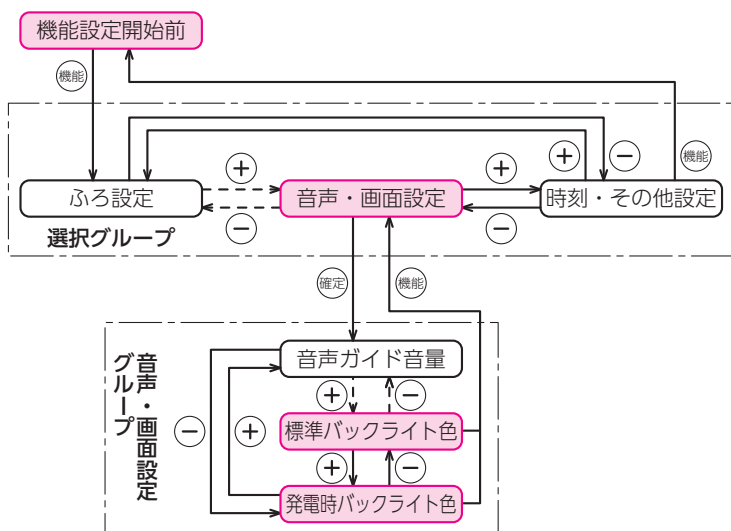 機能設定開始前
機能
+
+
+
−
機能
ふろ設定
音声・画面設定
時刻・その他設定
−
−
選択グループ
確定
機能
音声・画面設定
グループ
音声ガイド音量
+
−
−
+
標準バックライト色
+
−
発電時バックライト色